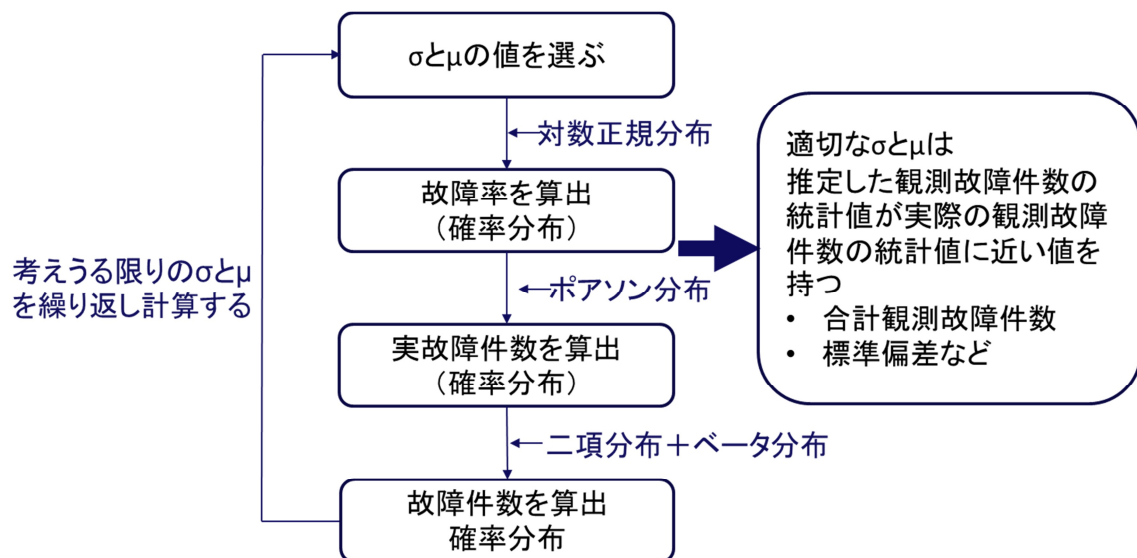 σとμの値を選ぶ
対数正規分布
故障率を算出
（確率分布）
ポアソン分布
実故障件数を算出
（確率分布）
二項分布＋ベータ分布
故障件数を算出
確率分布
考えうる限りのσとμ
を繰り返し計算する
適切なσとμは
推定した観測故障件数の
統計値が実際の観測故障
件数の統計値に近い値を
持つ
• 合計観測故障件数
• 標準偏差など